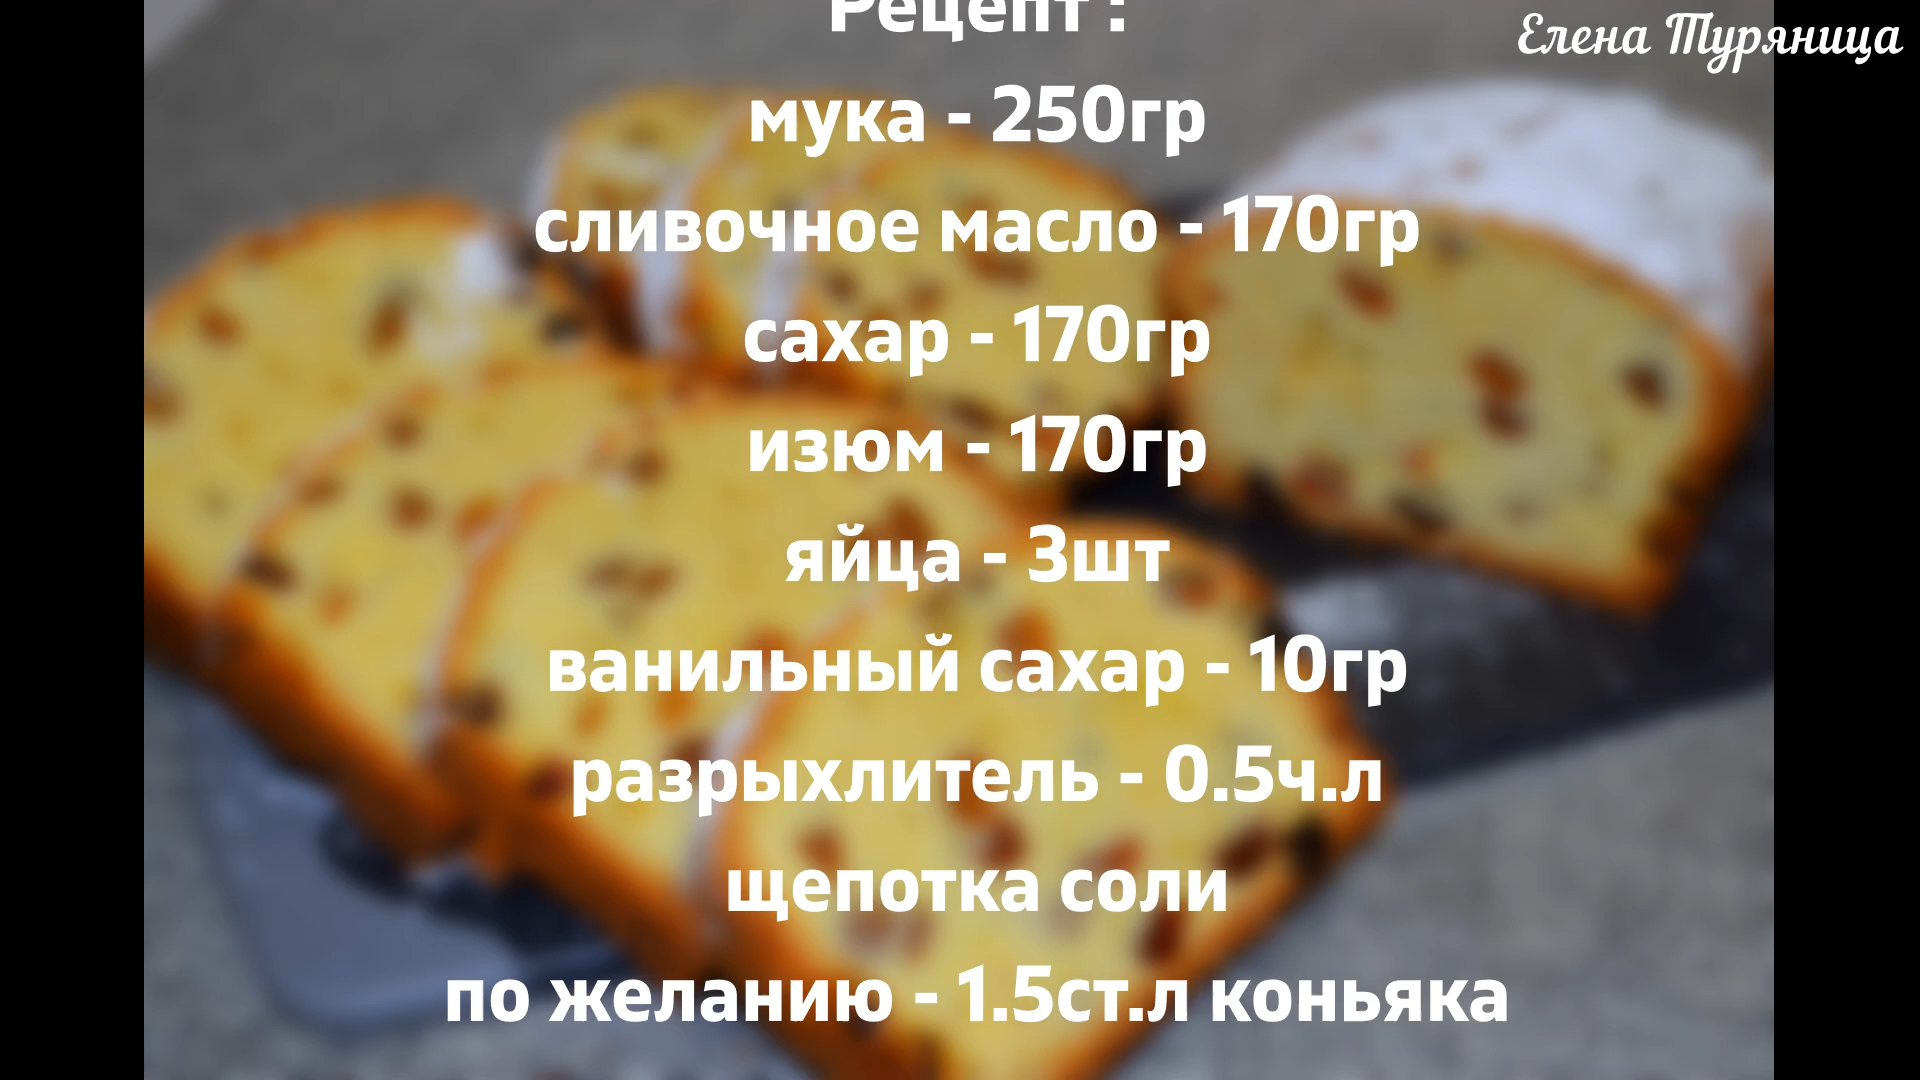 Рецепт :
Елена Туряница
мука - 250гр
сливочное масло - 170гр
сахар - 170гр
изюм - 170гр
яйца - 3шт
ванильный сахар - 10гр
разрыхлитель - 0.5ч.л
щепотка соли
по желанию - 1.5ст.л коньяка